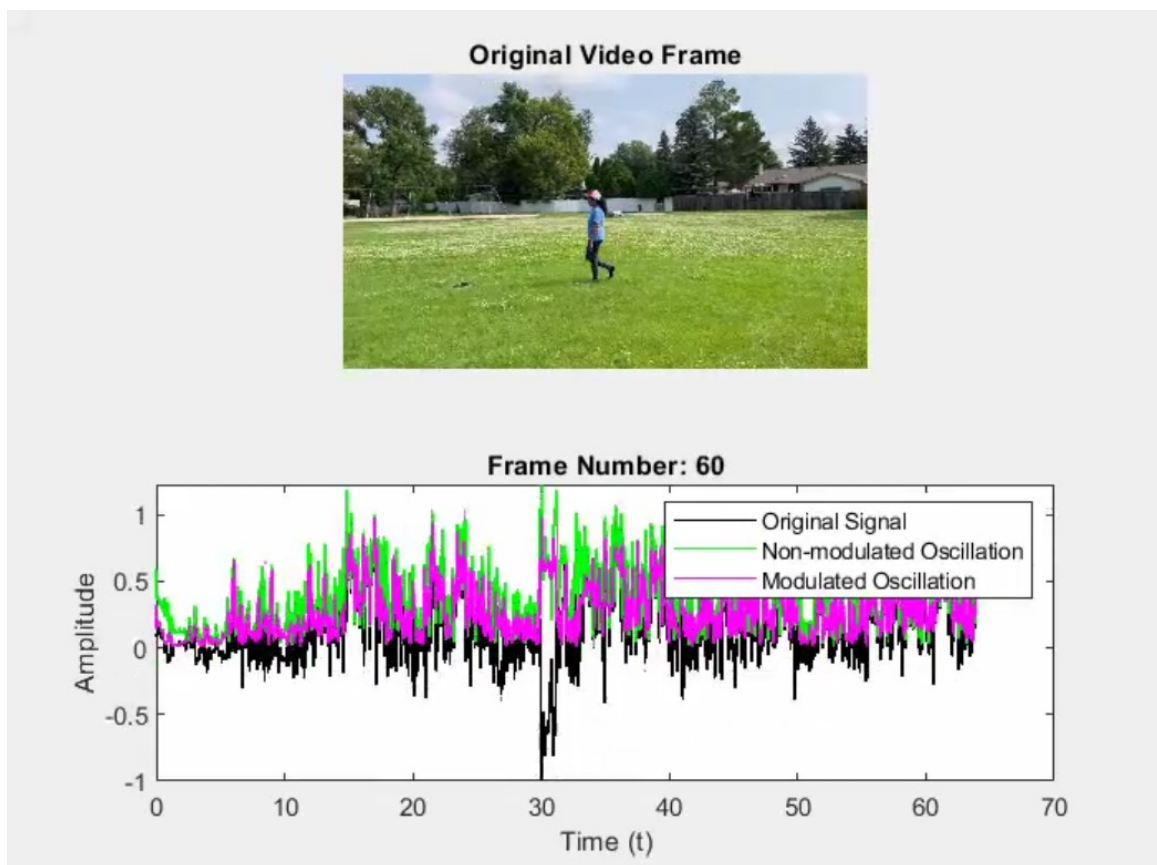 Original Video Frame
Frame Number: 60
1
0.5
0
-0.5
-1
Amplitude
Original Signal
Non-modulated Oscillation
Modulated Oscillation
0 10 20 30 40 50 60 70
Time (t)